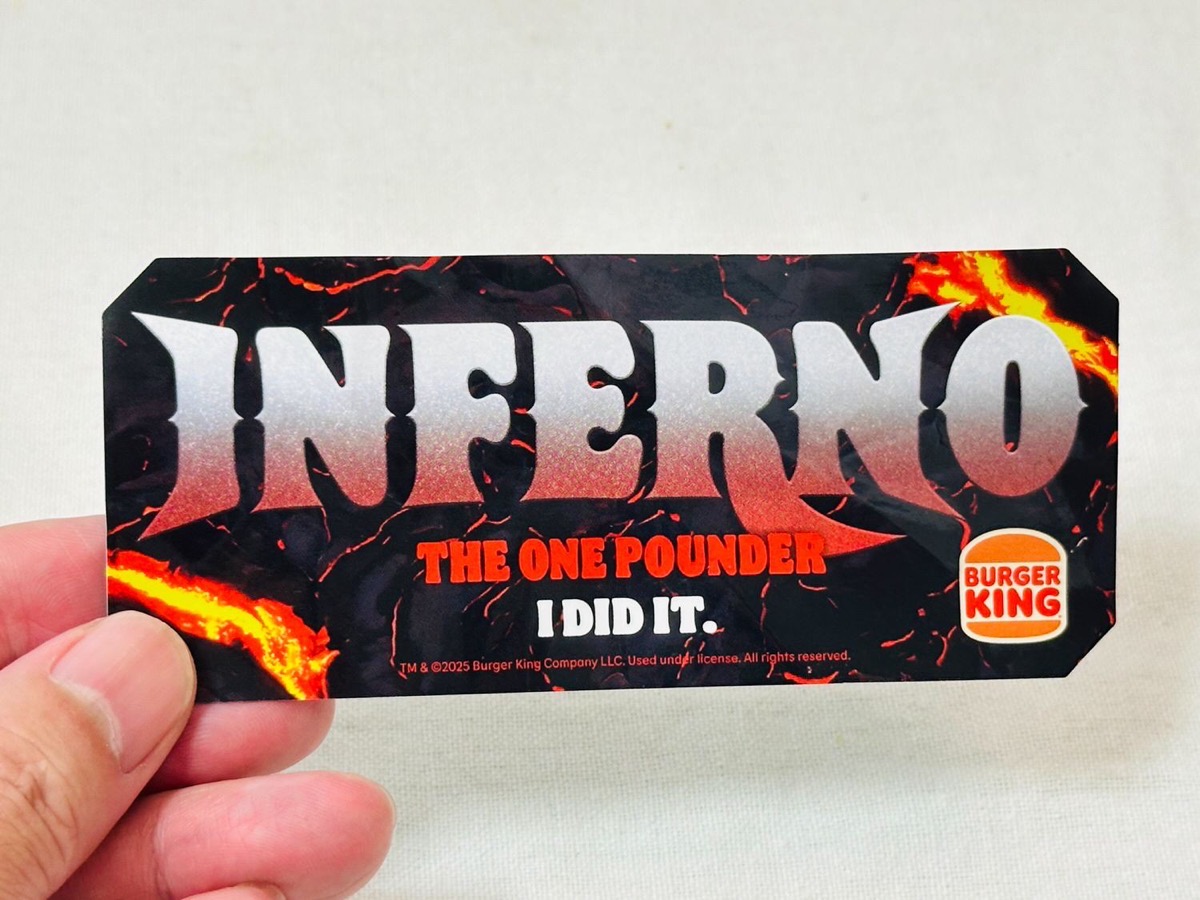 INFERNO
THE ONE POUNDER
I DID IT.
BURGER
KING
TM & ©2025 Burger King Company LLC. Used under license. All rights reserved.